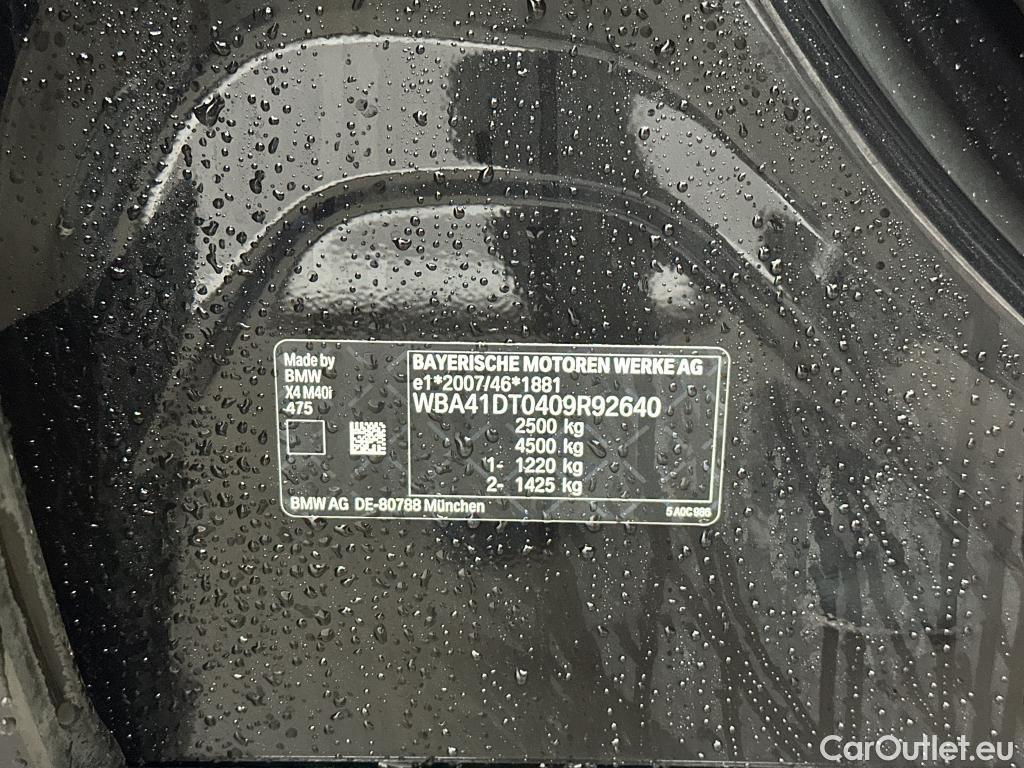 Made by
BMW
X4 M40i
475
BAYERISCHE MOTOREN WERKE AG
e1*2007/46*1881
WBA41DT0409R92640
2500 kg
4500 kg
1- 1220 kg
2- 1425 kg
BMW AG DE-80788 München
5A0C986
CarOutlet.eu